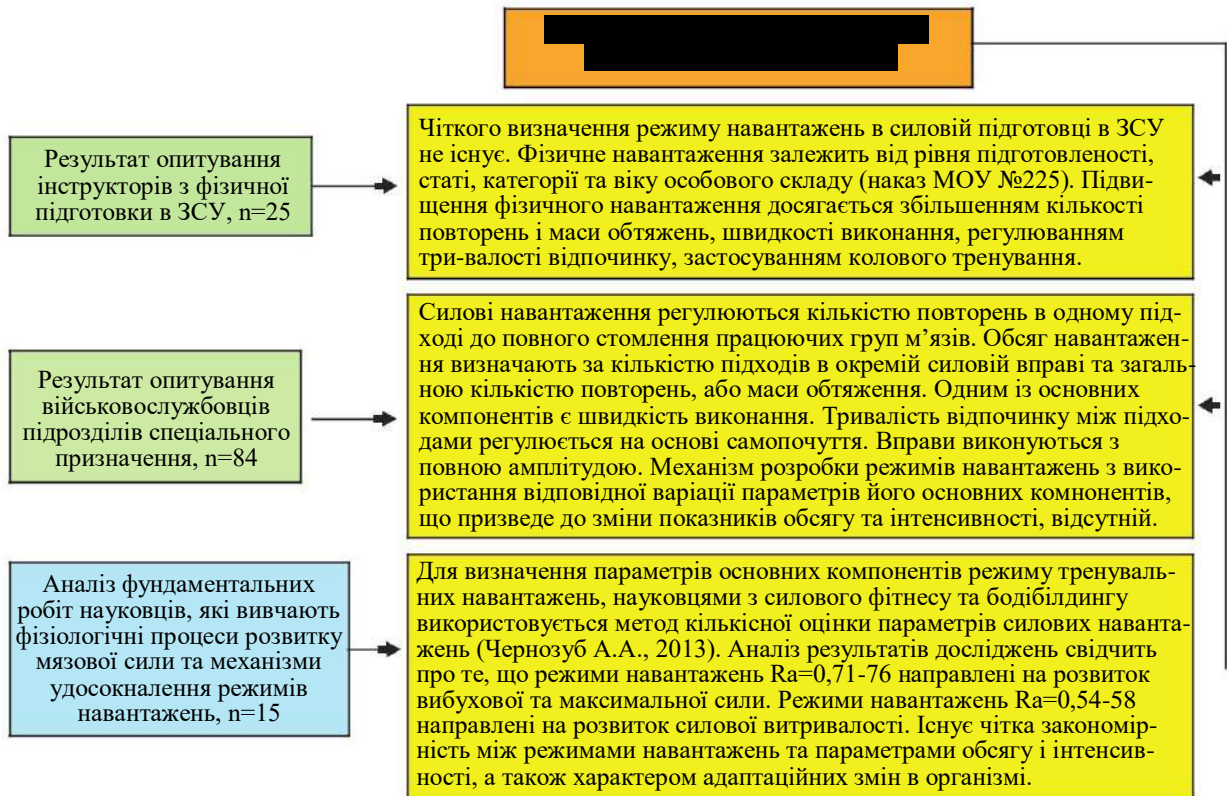 Результат опитування
інструкторів з фізичної
підготовки в ЗСУ, n=25
Чіткого визначення режиму навантажень в силовій підготовці в ЗСУ
не існує. Фізичне навантаження залежить від рівня підготовленості,
статі, категорії та віку особового складу (наказ МОУ №225). Підви-
щення фізичного навантаження досягається збільшенням кількості
повторень і маси обтяжень, швидкості виконання, регулюванням
три-валості відпочинку, застосуванням колового тренування.
Результат опитування
військовослужбовців
підрозділів спеціального
призначення, n=84
Силові навантаження регулюються кількістю повторень в одному під-
ході до повного стомлення працюючих груп м’язів. Обсяг навантажен-
ня визначають за кількістю підходів в окремій силовій вправі та загаль-
ною кількістю повторень, або маси обтяження. Одним із основних
компонентів є швидкість виконання. Тривалість відпочинку між підхо-
дами регулюється на основі самопочуття. Вправи виконуються з
повною амплітудою. Механізм розробки режимів навантажень з вико-
ристання відповідної варіації параметрів його основних комнонентів,
що призведе до зміни показників обсягу та інтенсивності, відсутній.
Аналіз фундаментальних
робіт науковців, які вивчають
фізіологічні процеси розвитку
мязової сили та механізми
удосокналення режимів
навантажень, n=15
Для визначення параметрів основних компонентів режиму тренуваль-
них навантажень, науковцями з силового фітнесу та бодібілдингу
використовується метод кількісної оцінки параметрів силових наванта-
жень (Чернозуб А.А., 2013). Аналіз результатів досліджень свідчить
про те, що режими навантажень Ra=0,71-76 направлені на розвиток
вибухової та максимальної сили. Режими навантажень Ra=0,54-58
направлені на розвиток силової витривалості. Існує чітка закономір-
ність між режимами навантажень та параметрами обсягу і інтенсив-
ності, а також характером адаптаційних змін в організмі.